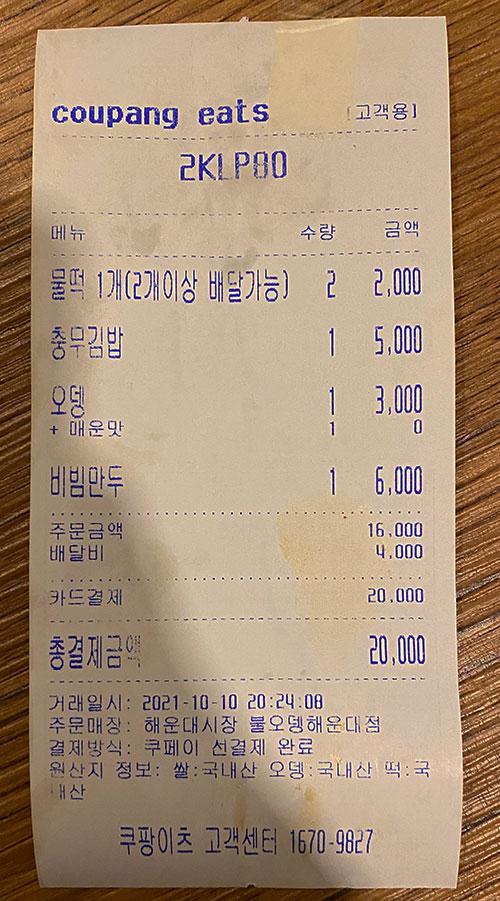 coupang eats [고객용]
2KLP80
메뉴 수량 금액
물떡 1개(2개이상 배달가능) 2 2,000
충무김밥 1 5,000
오뎅 1 3,000
+ 매운맛 1 0
비빔만두 1 6,000
주문금액 16,000
배달비 4,000
카드결제 20,000
총결제금액 20,000
거래일시: 2021-10-10 20:24:08
주문매장: 해운대시장 불오뎅해운대점
결제방식: 쿠페이 선결제 완료
원산지 정보: 쌀:국내산 오뎅:국내산 떡:국
내산
쿠팡이츠 고객센터 1670-9827